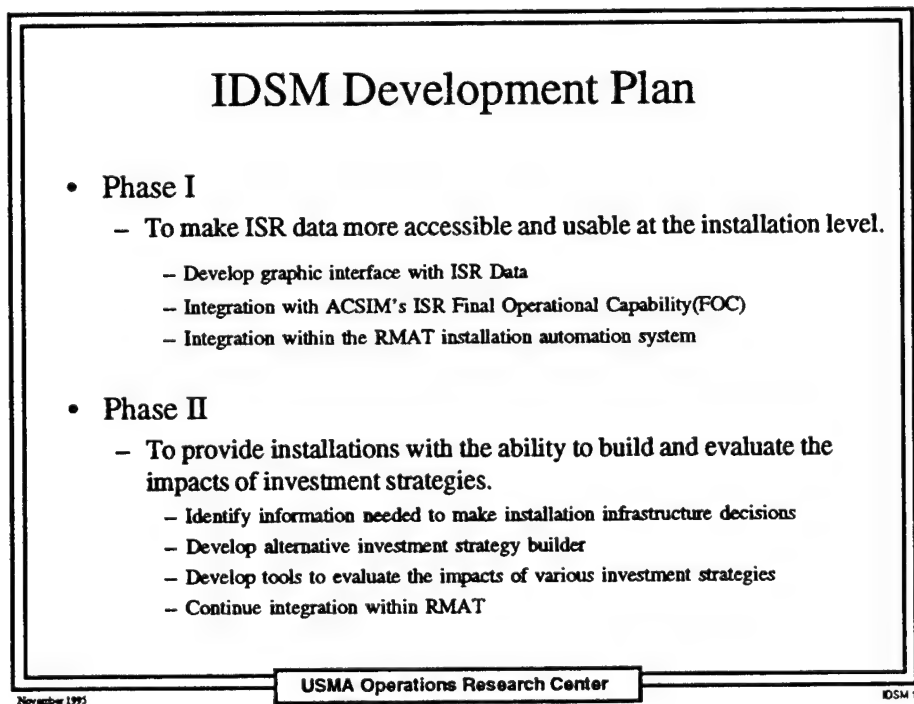 IDSM Development Plan
• Phase I
– To make ISR data more accessible and usable at the installation level.
– Develop graphic interface with ISR Data
– Integration with ACSIM's ISR Final Operational Capability(FOC)
– Integration within the RMAT installation automation system
• Phase II
– To provide installations with the ability to build and evaluate the
impacts of investment strategies.
– Identify information needed to make installation infrastructure decisions
– Develop alternative investment strategy builder
– Develop tools to evaluate the impacts of various investment strategies
– Continue integration within RMAT
USMA Operations Research Center
November 1995
IDSM